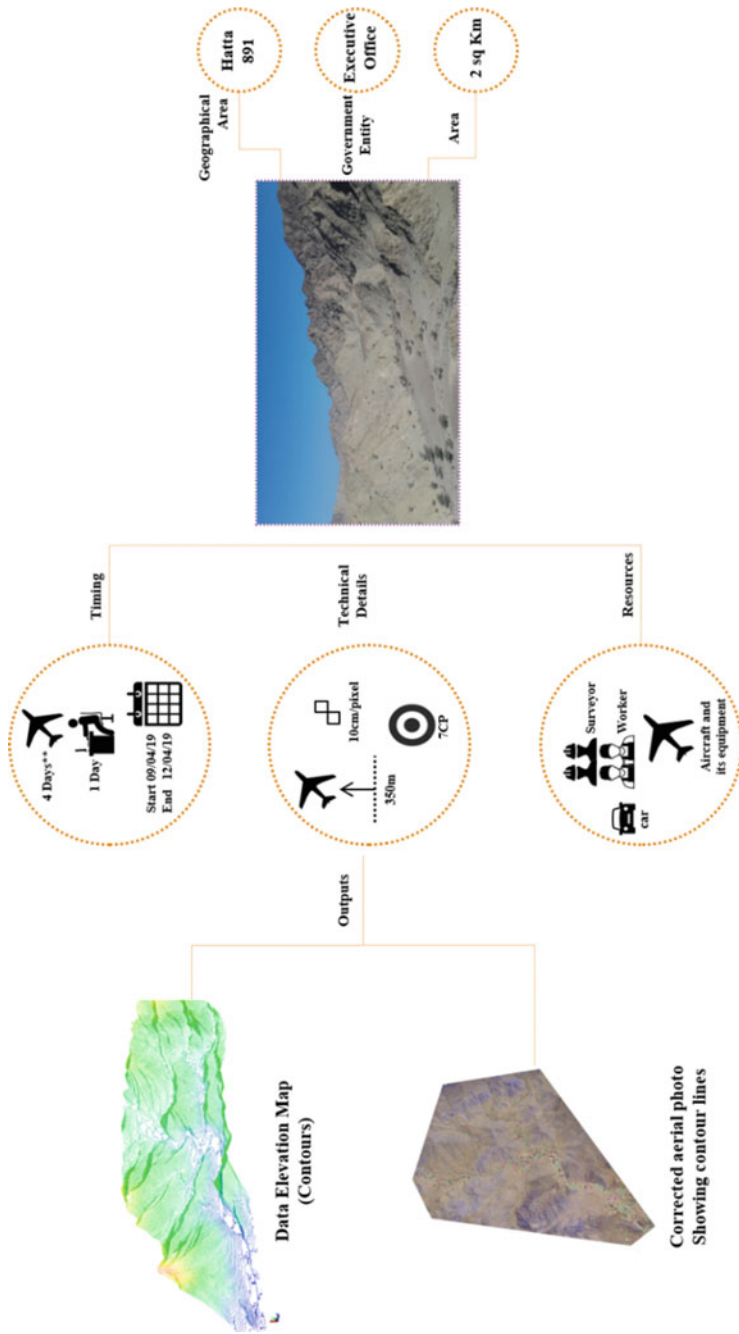 Hatta
891
Executive
Office
2 sq Km
Geographical
Area
Government
Entity
Area
Timing
Technical
Details
Resources
4 Days**
1 Day
Start 09/04/19
End 12/04/19
10cm/pixel
350m
7CP
Surveyor
Worker
car
Aircraft and
its equipment
Outputs
Data Elevation Map
(Contours)
Corrected aerial photo
Showing contour lines